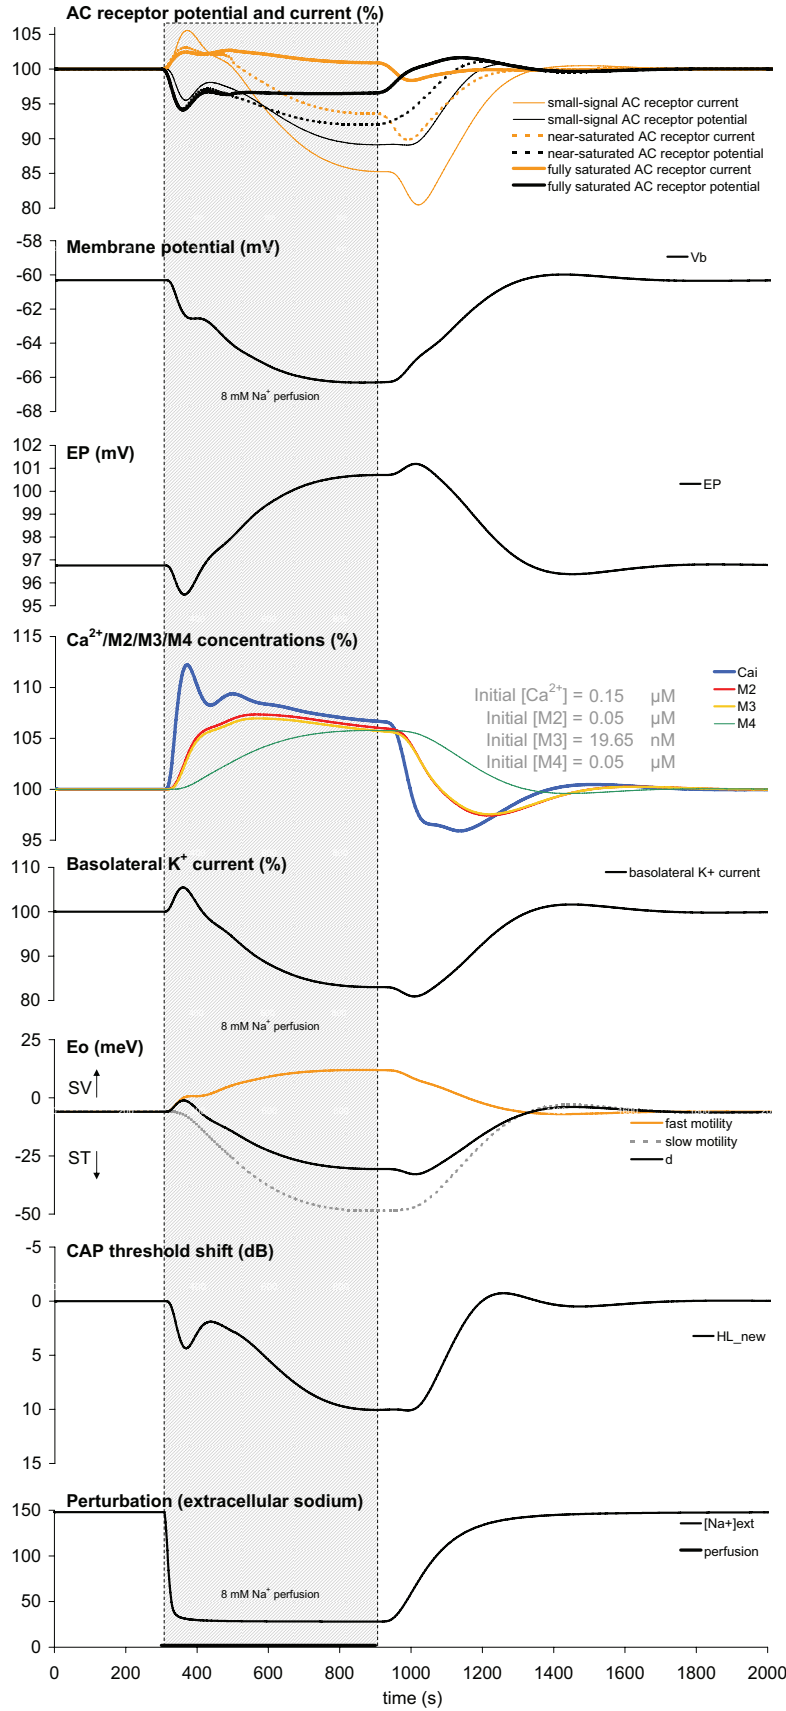 AC receptor potential and current (%)
105
100
95
90
85
80
small-signal AC receptor current
small-signal AC receptor potential
near-saturated AC receptor current
near-saturated AC receptor potential
fully saturated AC receptor current
fully saturated AC receptor potential
Membrane potential (mV)
-58
-60
-62
-64
-66
-68
Vb
8 mM Na⁺ perfusion
EP (mV)
102
101
100
99
98
97
96
95
EP
Ca²⁺/M2/M3/M4 concentrations (%)
115
110
105
100
95
Cai
M2
M3
M4
Initial [Ca²⁺] = 0.15 µM
Initial [M2] = 0.05 µM
Initial [M3] = 19.65 nM
Initial [M4] = 0.05 µM
Basolateral K⁺ current (%)
110
100
90
80
basolateral K+ current
8 mM Na⁺ perfusion
Eo (meV)
25
0
-25
-50
SV
ST
fast motility
slow motility
d
CAP threshold shift (dB)
-5
0
5
10
15
HL_new
Perturbation (extracellular sodium)
150
100
50
0
[Na+]ext
perfusion
8 mM Na⁺ perfusion
0 200 400 600 800 1000 1200 1400 1600 1800 2000
time (s)